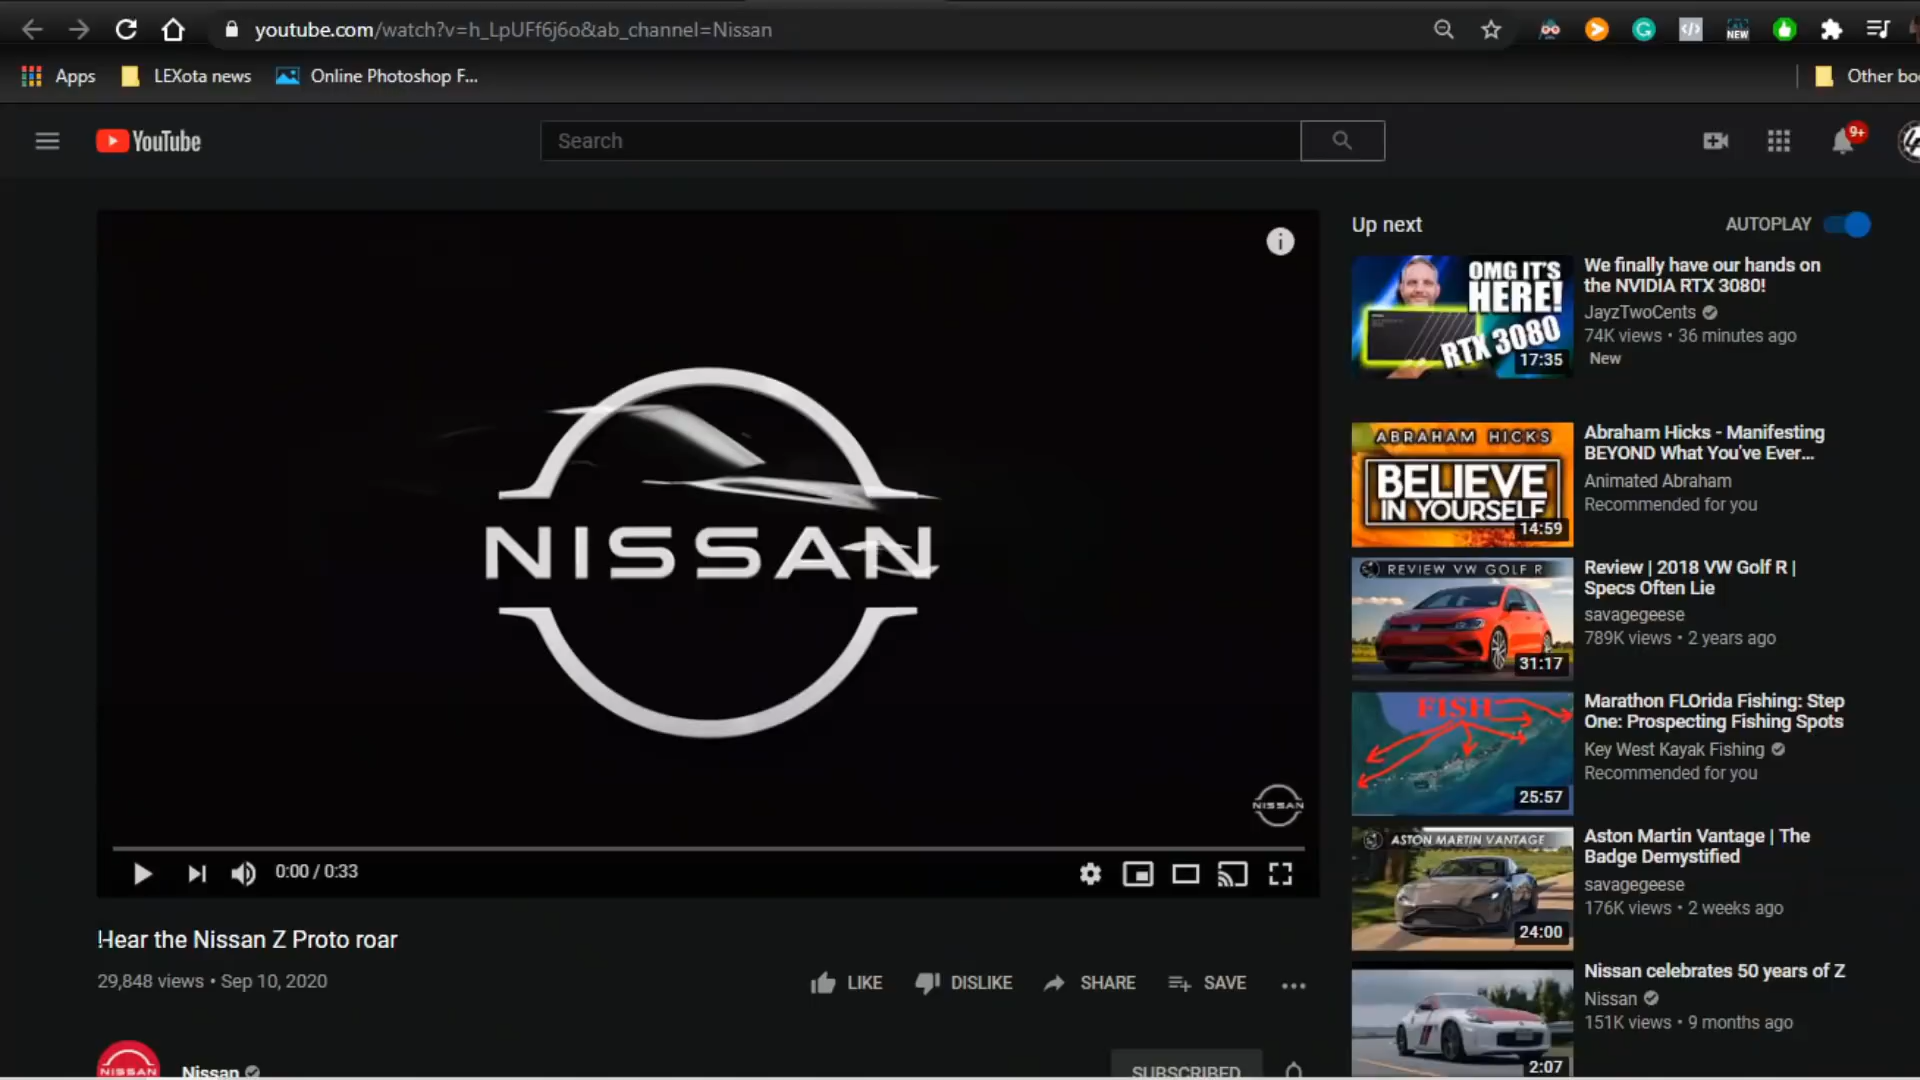 youtube.com/watch?v=h_LpUFf6j6o&ab_channel=Nissan
NEW
Apps
LEXota news
Online Photoshop F...
Other bo
YouTube
Search
9+
NISSAN
NISSAN
0:00 / 0:33
Hear the Nissan Z Proto roar
29,848 views • Sep 10, 2020
LIKE
DISLIKE
SHARE
SAVE
NISSAN
Nissan
SUBSCRIBED
Up next
AUTOPLAY
OMG IT'S
HERE!
RTX 3080
17:35
We finally have our hands on
the NVIDIA RTX 3080!
JayzTwoCents
74K views • 36 minutes ago
New
ABRAHAM HICKS
BELIEVE
IN YOURSELF
14:59
Abraham Hicks - Manifesting
BEYOND What You've Ever...
Animated Abraham
Recommended for you
REVIEW VW GOLF R
31:17
Review | 2018 VW Golf R |
Specs Often Lie
savagegeese
789K views • 2 years ago
FISH
25:57
Marathon FLOrida Fishing: Step
One: Prospecting Fishing Spots
Key West Kayak Fishing
Recommended for you
ASTON MARTIN VANTAGE
24:00
Aston Martin Vantage | The
Badge Demystified
savagegeese
176K views • 2 weeks ago
2:07
Nissan celebrates 50 years of Z
Nissan
151K views • 9 months ago